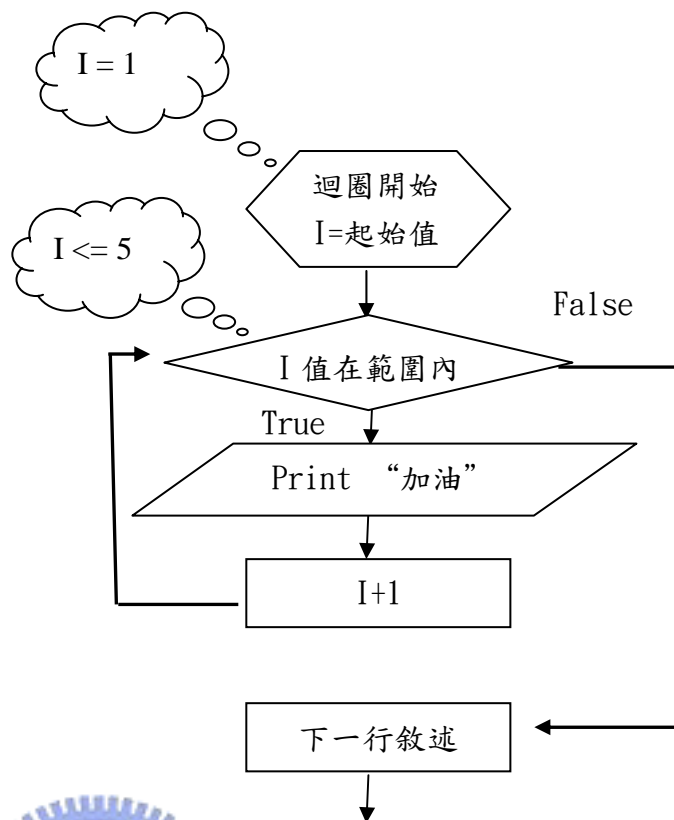 I = 1
迴圈開始
I=起始值
I <= 5
False
I 值在範圍內
True
Print “加油”
I+1
下一行敘述